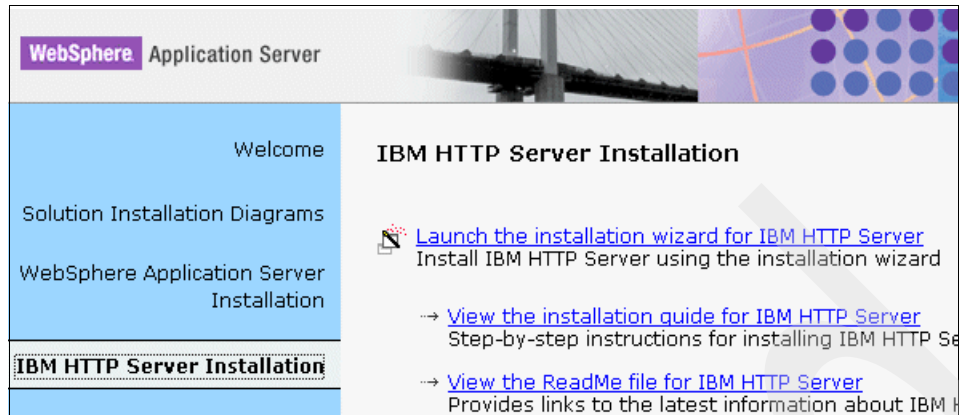 WebSphere Application Server
Welcome
Solution Installation Diagrams
WebSphere Application Server
Installation
IBM HTTP Server Installation
IBM HTTP Server Installation
Launch the installation wizard for IBM HTTP Server
Install IBM HTTP Server using the installation wizard
View the installation guide for IBM HTTP Server
Step-by-step instructions for installing IBM HTTP Se
View the ReadMe file for IBM HTTP Server
Provides links to the latest information about IBM